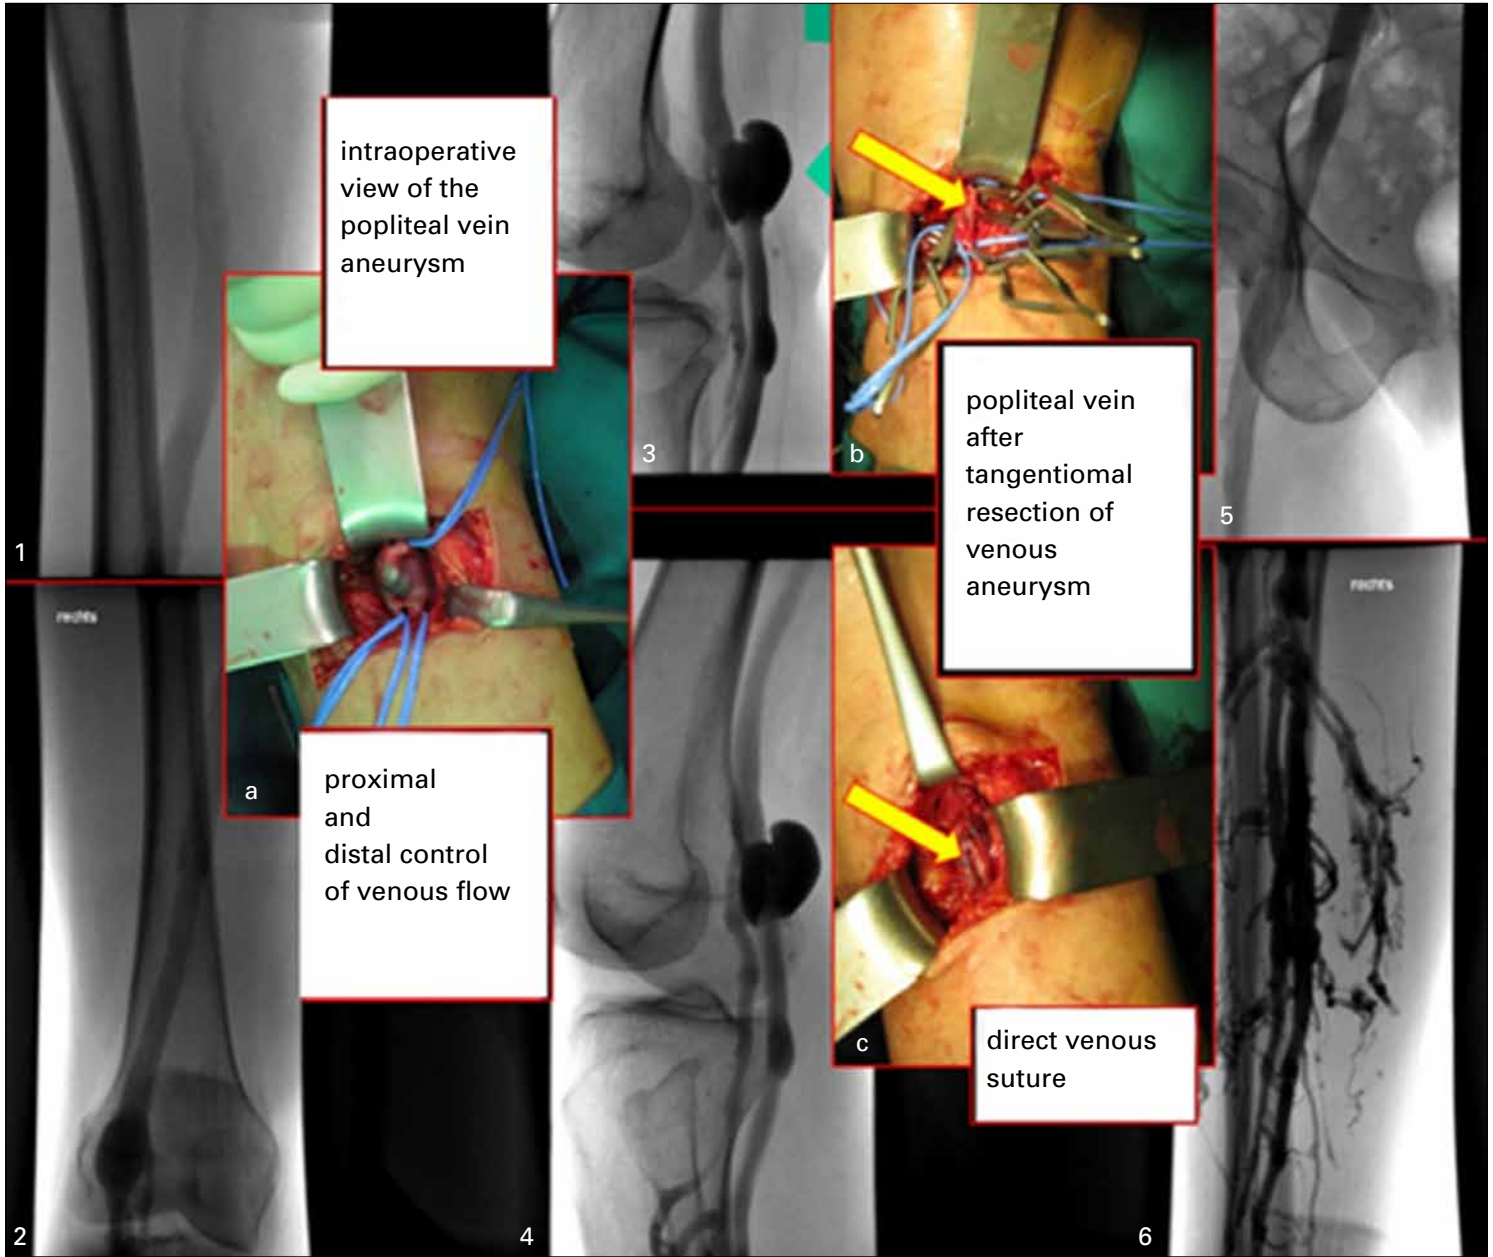 intraoperative
view of the
popliteal vein
aneurysm
3
b
popliteal vein
after
tangentiomal
resection of
venous
aneurysm
5
1
rechts
rechts
a
proximal
and
distal control
of venous flow
c
direct venous
suture
2
4
6